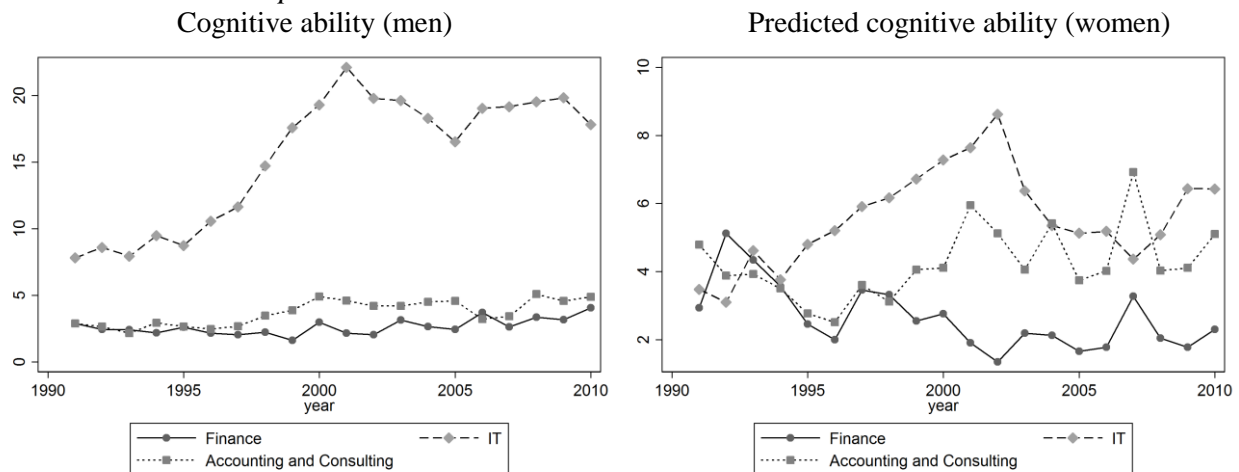 Cognitive ability (men)
Predicted cognitive ability (women)
20
15
10
5
0
1990 1995 2000 2005 2010
year
Finance IT
Accounting and Consulting
10
8
6
4
2
1990 1995 2000 2005 2010
year
Finance IT
Accounting and Consulting